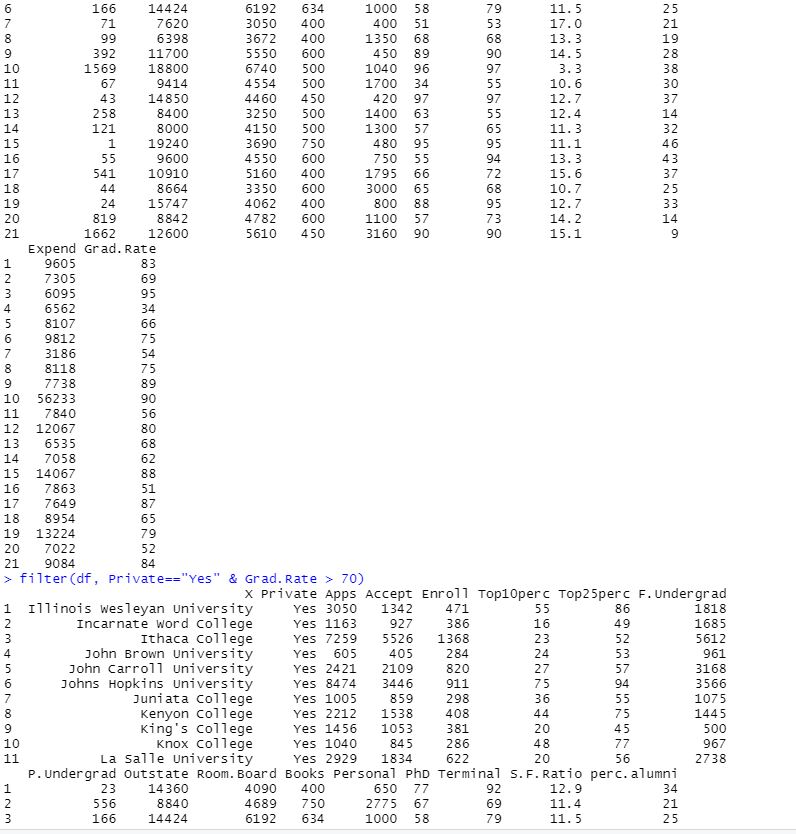 6 166 14424 6192 634 1000 58 79 11.5 25
7 71 7620 3050 400 400 51 53 17.0 21
8 99 6398 3672 400 1350 68 68 13.3 19
9 392 11700 5550 600 450 89 90 14.5 28
10 1569 18800 6740 500 1040 96 97 3.3 38
11 67 9414 4554 500 1700 34 55 10.6 30
12 43 14850 4460 450 420 97 97 12.7 37
13 258 8400 3250 500 1400 63 55 12.4 14
14 121 8000 4150 500 1300 57 65 11.3 32
15 1 19240 3690 750 480 95 95 11.1 46
16 55 9600 4550 600 750 55 94 13.3 43
17 541 10910 5160 400 1795 66 72 15.6 37
18 44 8664 3350 600 3000 65 68 10.7 25
19 24 15747 4062 400 800 88 95 12.7 33
20 819 8842 4782 600 1100 57 73 14.2 14
21 1662 12600 5610 450 3160 90 90 15.1 9
Expend Grad.Rate
1 9605 83
2 7305 69
3 6095 95
4 6562 34
5 8107 66
6 9812 75
7 3186 54
8 8118 75
9 7738 89
10 56233 90
11 7840 56
12 12067 80
13 6535 68
14 7058 62
15 14067 88
16 7863 51
17 7649 87
18 8954 65
19 13224 79
20 7022 52
21 9084 84
> filter(df, Private=="Yes" & Grad.Rate > 70)
X Private Apps Accept Enroll Top10perc Top25perc F.Undergrad
1 Illinois Wesleyan University Yes 3050 1342 471 55 86 1818
2 Incarnate Word College Yes 1163 927 386 16 49 1685
3 Ithaca College Yes 7259 5526 1368 23 52 5612
4 John Brown University Yes 605 405 284 24 53 961
5 John Carroll University Yes 2421 2109 820 27 57 3168
6 Johns Hopkins University Yes 8474 3446 911 75 94 3566
7 Juniata College Yes 1005 859 298 36 55 1075
8 Kenyon College Yes 2212 1538 408 44 75 1445
9 King's College Yes 1456 1053 381 20 45 500
10 Knox College Yes 1040 845 286 48 77 967
11 La Salle University Yes 2929 1834 622 20 56 2738
P.Undergrad Outstate Room.Board Books Personal PhD Terminal S.F.Ratio perc.alumni
1 23 14360 4090 400 650 77 92 12.9 34
2 556 8840 4689 750 2775 67 69 11.4 21
3 166 14424 6192 634 1000 58 79 11.5 25